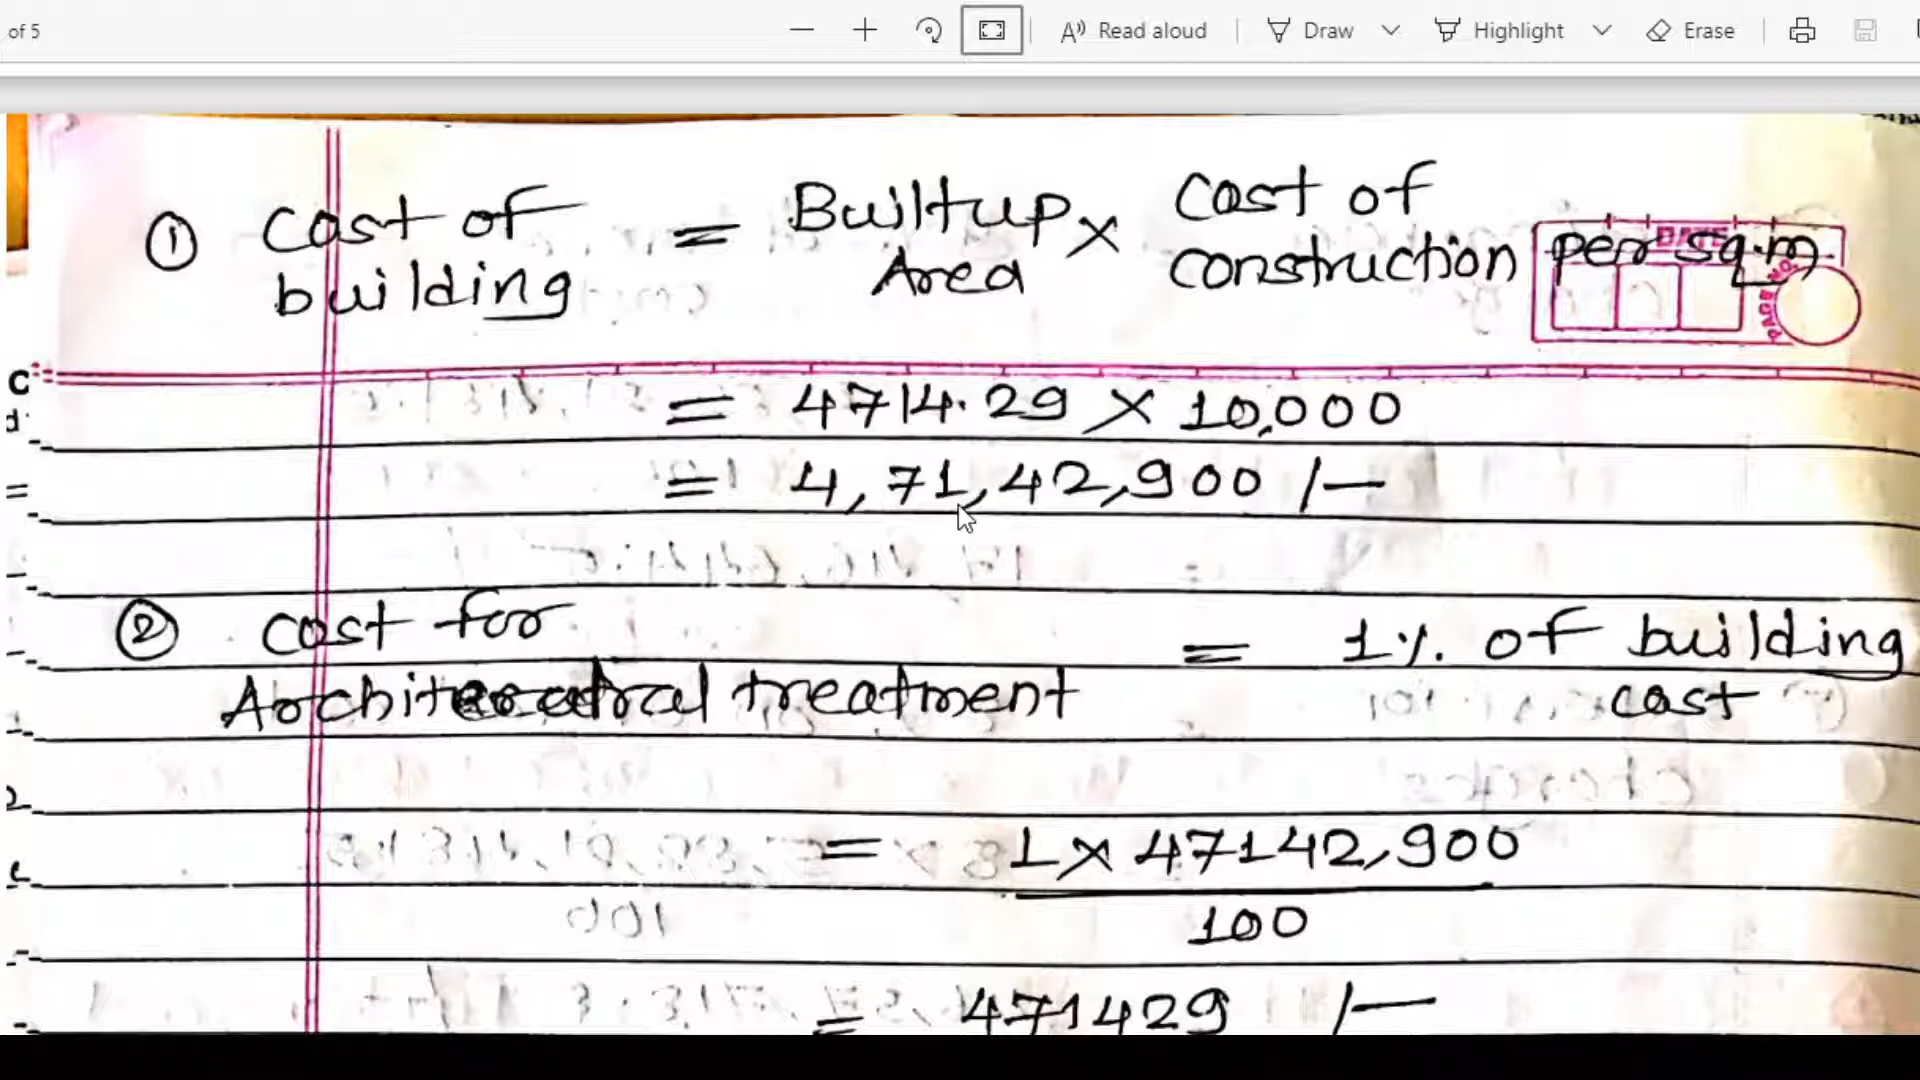 of 5
Read aloud
Draw
Highlight
Erase
① Cost of building = Builtup Area × Cost of construction per sq.m
DATE
= 4714.29 × 10,000
= 4,71,42,900 /-
② cost for Architectural treatment = 1% of building cost
= 1 × 47142,900
100
= 471429 /-